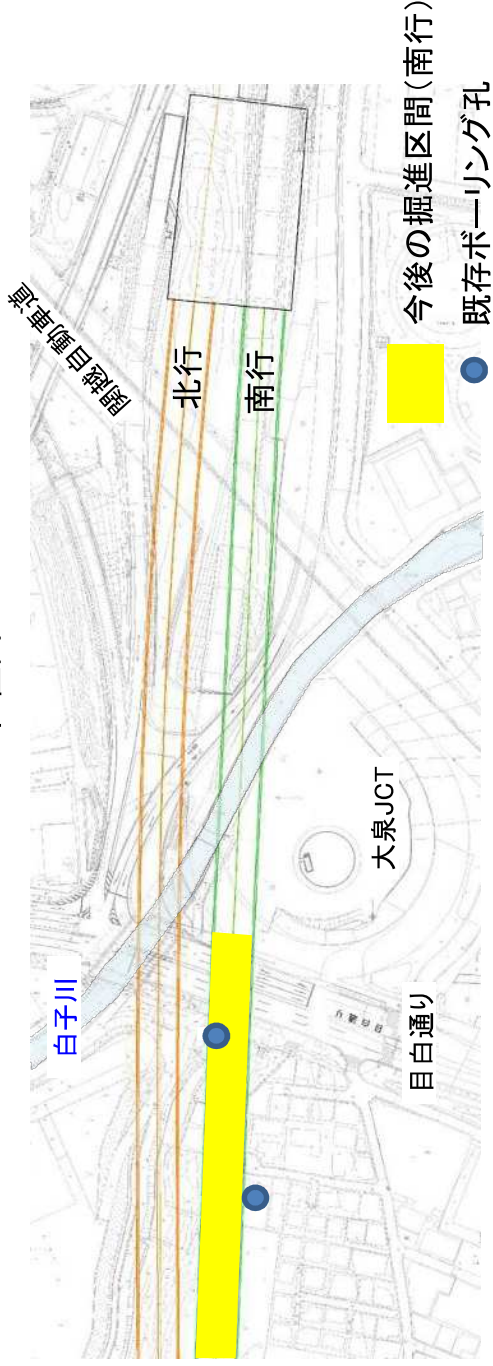 関越自動車道
北行
南行
今後の掘進区間(南行)
既存ボーリング孔
白子川
大泉JCT
目白通り